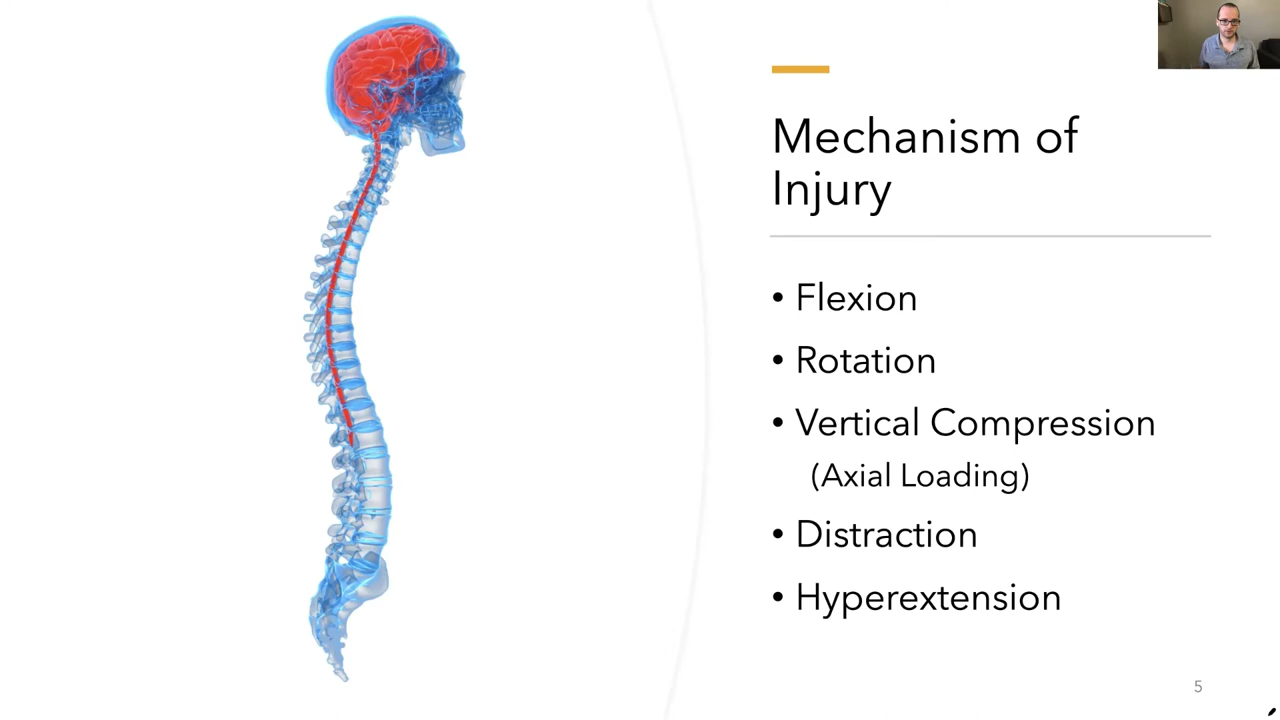 Mechanism of
Injury
• Flexion
• Rotation
• Vertical Compression
(Axial Loading)
• Distraction
• Hyperextension
5